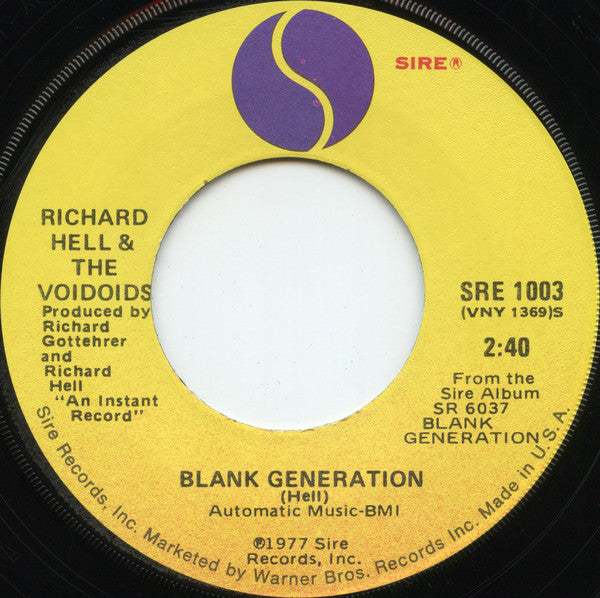 SIRE®
RICHARD
HELL &
THE
VOIDOIDS
Produced by
Richard
Gottehrer
and
Richard
Hell
"An Instant
Record"
SRE 1003
(VNY 1369)S
2:40
From the
Sire Album
SR 6037
BLANK
GENERATION
BLANK GENERATION
(Hell)
Automatic Music-BMI
℗1977 Sire
Records, Inc.
Sire Records, Inc. Marketed by Warner Bros. Records Inc. Made in U.S.A.